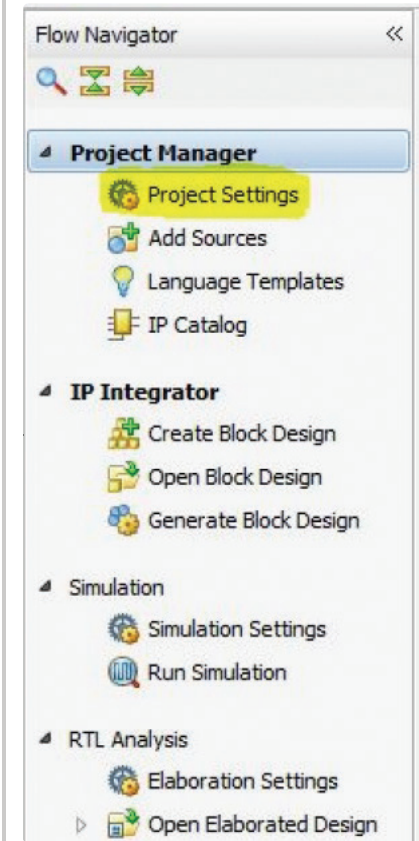 Flow Navigator
Project Manager
Project Settings
Add Sources
Language Templates
IP Catalog
IP Integrator
Create Block Design
Open Block Design
Generate Block Design
Simulation
Simulation Settings
Run Simulation
RTL Analysis
Elaboration Settings
Open Elaborated Design